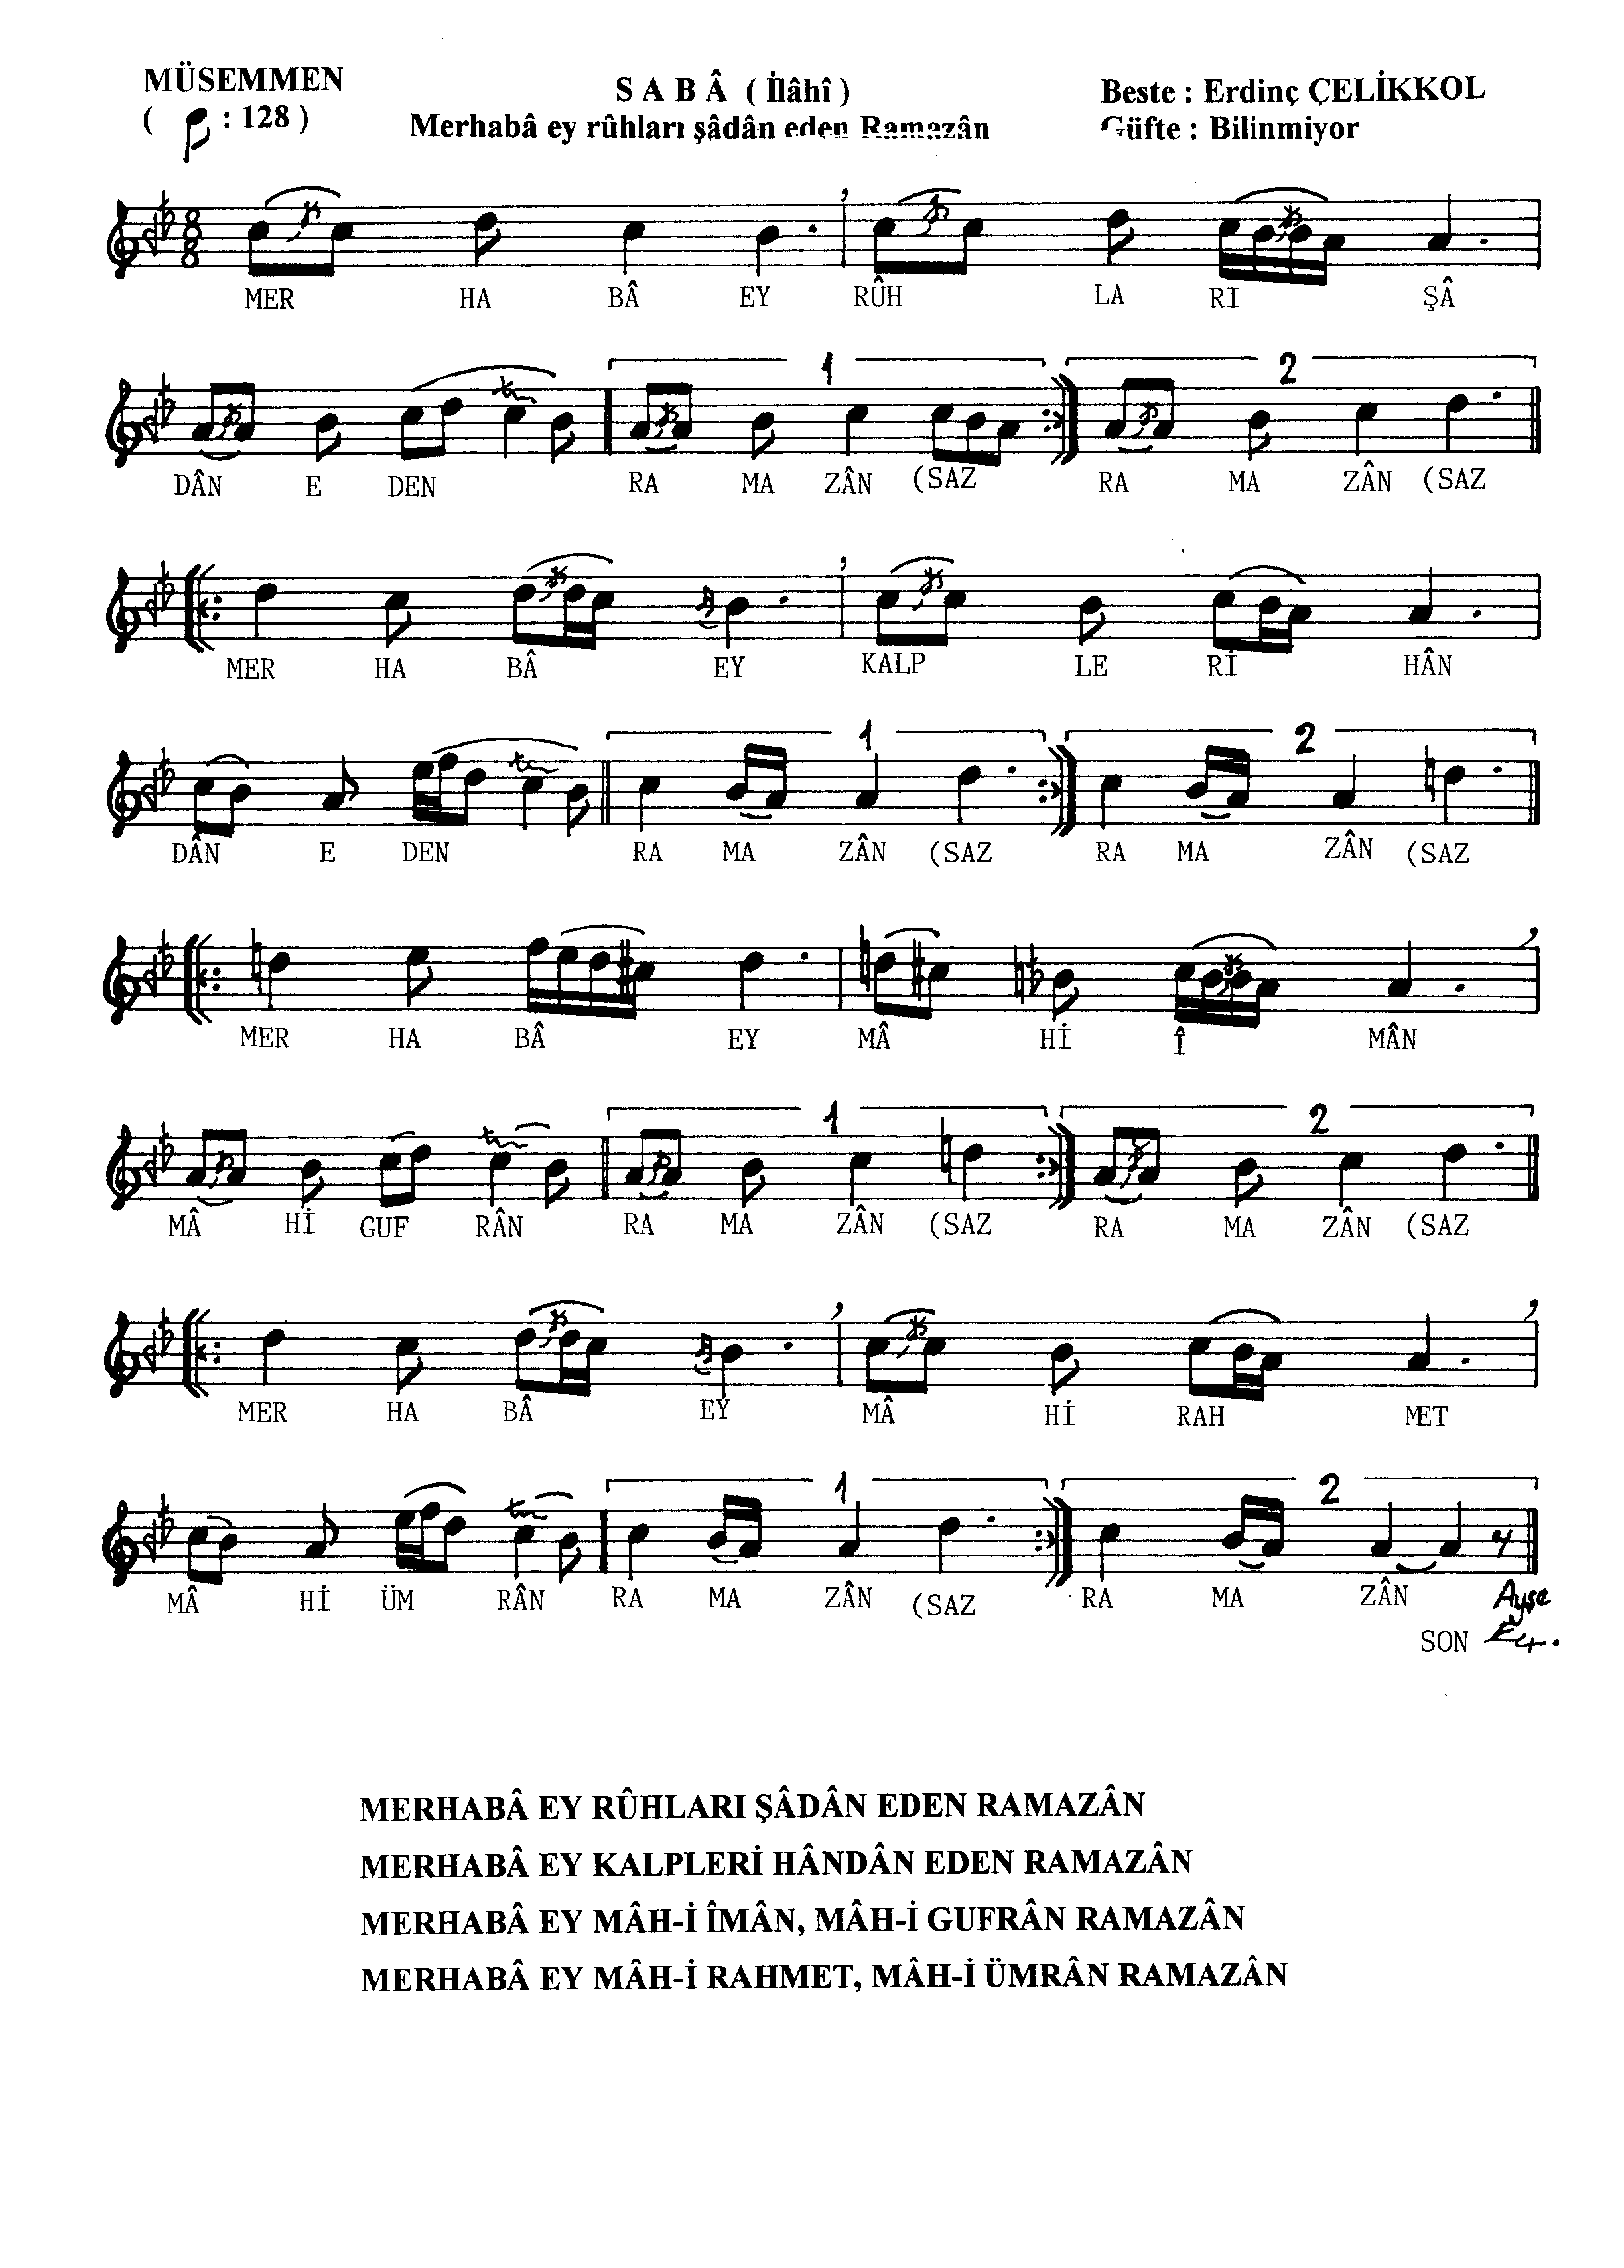 MÜSEMMEN
( : 128 )
S A B Â ( İlâhî )
Merhabâ ey rûhları şâdân eden Ramazân
Beste : Erdinç ÇELİKKOL
Güfte : Bilinmiyor
8
8
MER HA BÂ EY RÛH LA RI ŞÂ
1 2
DÂN E DEN RA MA ZÂN (SAZ RA MA ZÂN (SAZ
MER HA BÂ EY KALP LE Rİ HÂN
1 2
DÂN E DEN RA MA ZÂN (SAZ RA MA ZÂN (SAZ
MER HA BÂ EY MÂ Hİ Î MÂN
1 2
MÂ Hİ GUF RÂN RA MA ZÂN (SAZ RA MA ZÂN (SAZ
MER HA BÂ EY MÂ Hİ RAH MET
1 2
MÂ Hİ ÜM RÂN RA MA ZÂN (SAZ RA MA ZÂN Ayşe
SON
MERHABÂ EY RÛHLARI ŞÂDÂN EDEN RAMAZÂN
MERHABÂ EY KALPLERİ HÂNDÂN EDEN RAMAZÂN
MERHABÂ EY MÂH-İ ÎMÂN, MÂH-İ GUFRÂN RAMAZÂN
MERHABÂ EY MÂH-İ RAHMET, MÂH-İ ÜMRÂN RAMAZÂN